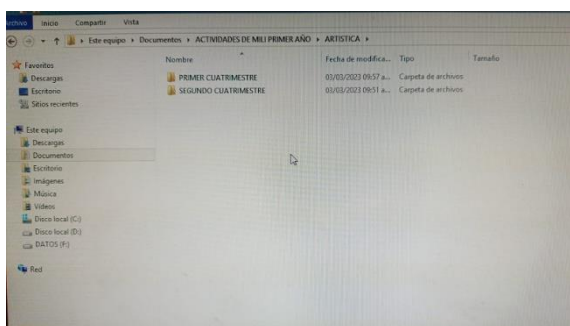 Archivo Inicio Compartir Vista
Este equipo Documentos ACTIVIDADES DE MILI PRIMER AÑO ARTISTICA
Nombre Fecha de modifica... Tipo Tamaño
PRIMER CUATRIMESTRE 03/03/2023 09:57 a... Carpeta de archivos
SEGUNDO CUATRIMESTRE 03/03/2023 09:51 a... Carpeta de archivos
Favoritos
Descargas
Escritorio
Sitios recientes
Este equipo
Descargas
Documentos
Escritorio
Imágenes
Música
Vídeos
Disco local (C:)
Disco local (D:)
DATOS (F:)
Red